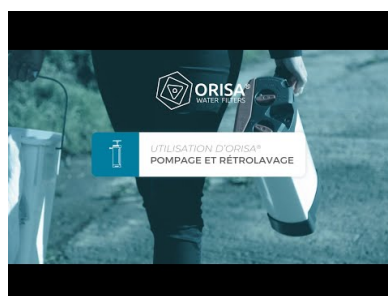 ORISA®
WATER FILTERS
UTILISATION D'ORISA®
POMPAGE ET RÉTROLAVAGE